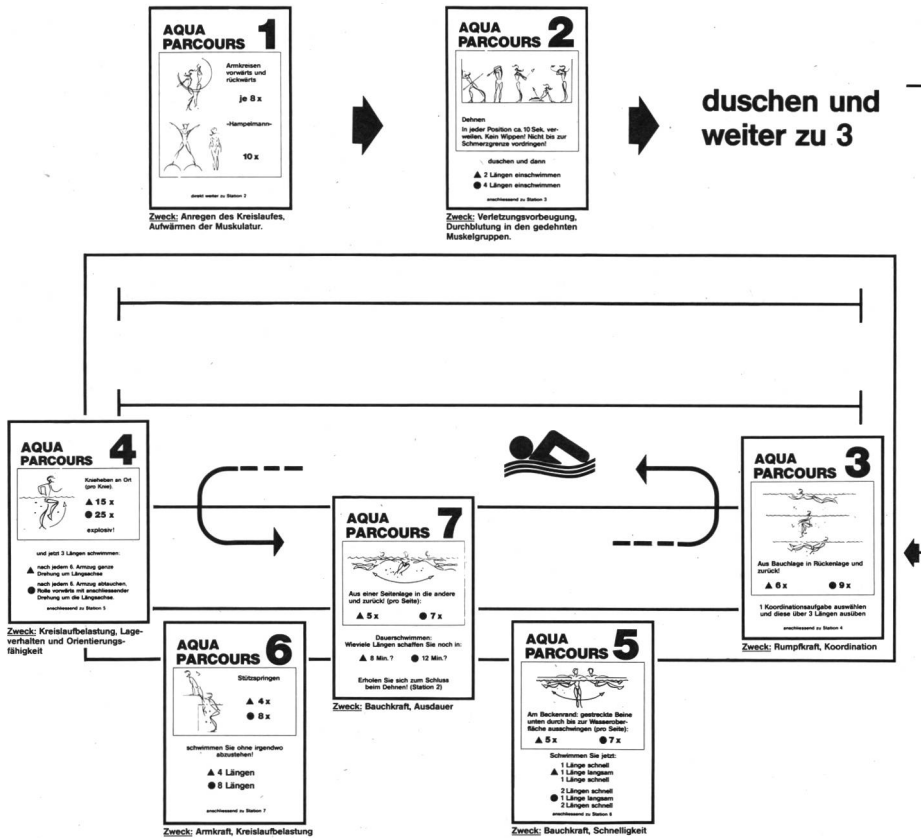 AQUA
PARCOURS 1
Armkreisen
vorwärts und
rückwärts
je 8 x
-Hampelmann-
10 x
direkt weiter zu Station 2
Zweck: Anregen des Kreislaufes,
Aufwärmen der Muskulatur.
AQUA
PARCOURS 2
Dehnen
In jeder Position ca. 10 Sek. ver-
weilen. Kein Wippen! Nicht bis zur
Schmerzgrenze vordringen!
duschen und dann
▲ 2 Längen einschwimmen
● 4 Längen einschwimmen
anschliessend zu Station 3
Zweck: Verletzungsvorbeugung,
Durchblutung in den gedehnten
Muskelgruppen.
duschen und
weiter zu 3
AQUA
PARCOURS 3
Aus Bauchlage in Rückenlage und
zurück!
▲ 6 x ● 9 x
1 Koordinationsaufgabe auswählen
und diese über 3 Längen ausüben
anschliessend zu Station 4
Zweck: Rumpfkraft, Koordination
AQUA
PARCOURS 4
Knieheben an Ort
(pro Knie).
▲ 15 x
● 25 x
explosiv!
und jetzt 3 Längen schwimmen:
▲ nach jedem 6. Armzug ganze
Drehung um Längsachse
● nach jedem 6. Armzug abtauchen.
Rolle vorwärts mit anschliessender
Drehung um die Längsachse.
anschliessend zu Station 5
Zweck: Kreislaufbelastung, Lage-
verhalten und Orientierungs-
fähigkeit
AQUA
PARCOURS 5
Am Beckenrand: gestreckte Beine
unten durch bis zur Wasserober-
fläche ausschwingen (pro Seite):
▲ 5 x ● 7 x
Schwimmen Sie jetzt:
1 Länge schnell
▲ 1 Länge langsam
1 Länge schnell
2 Längen schnell
● 1 Länge langsam
2 Längen schnell
anschliessend zu Station 6
Zweck: Bauchkraft, Schnelligkeit
AQUA
PARCOURS 6
Stützspringen
▲ 4 x
● 8 x
schwimmen Sie ohne irgendwo
abzustehen!
▲ 4 Längen
● 8 Längen
anschliessend zu Station 7
Zweck: Armkraft, Kreislaufbelastung
AQUA
PARCOURS 7
Aus einer Seitenlage in die andere
und zurück! (pro Seite):
▲ 5 x ● 7 x
Dauerschwimmen:
Wieviele Längen schaffen Sie noch in:
▲ 8 Min.? ● 12 Min.?
Erholen Sie sich zum Schluss
beim Dehnen! (Station 2)
Zweck: Bauchkraft, Ausdauer